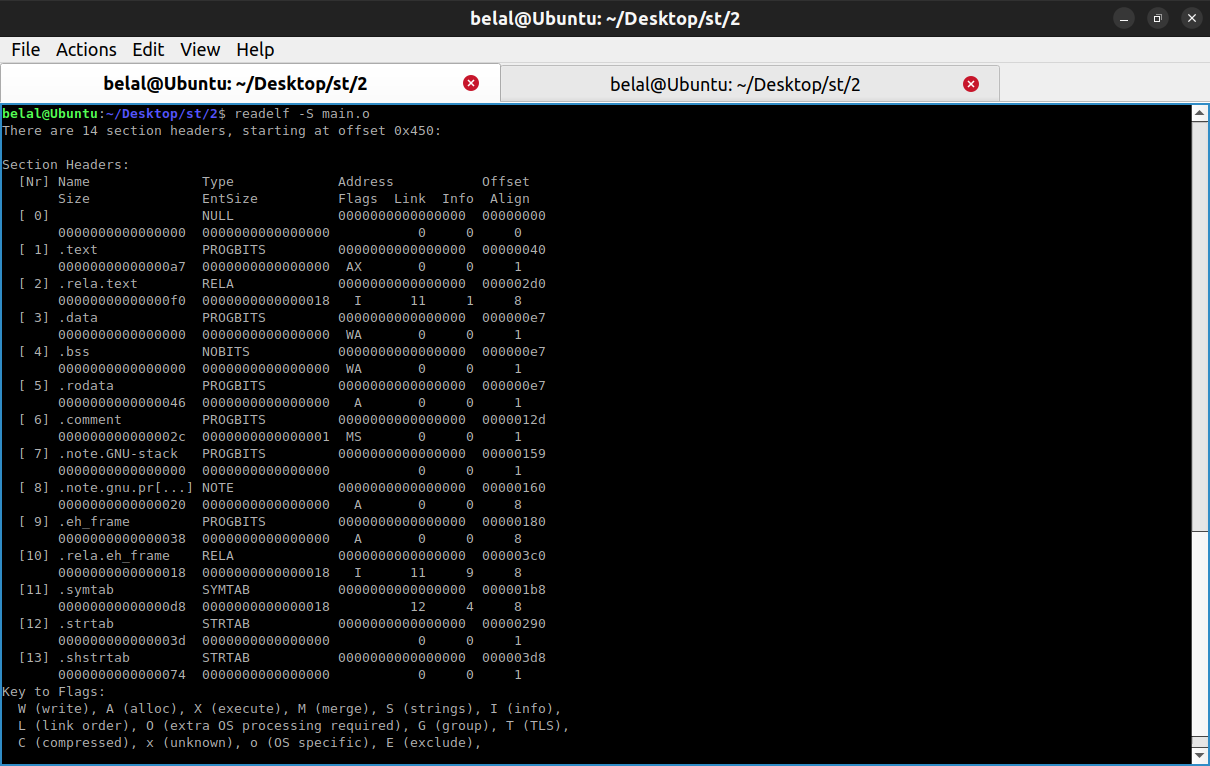 belal@Ubuntu: ~/Desktop/st/2
File Actions Edit View Help
belal@Ubuntu: ~/Desktop/st/2 belal@Ubuntu: ~/Desktop/st/2
belal@Ubuntu:~/Desktop/st/2$ readelf -S main.o
There are 14 section headers, starting at offset 0x450:
Section Headers:
  [Nr] Name              Type             Address           Offset
       Size              EntSize          Flags  Link  Info  Align
  [ 0]                   NULL             0000000000000000  00000000
       0000000000000000  0000000000000000           0     0     0
  [ 1] .text             PROGBITS         0000000000000000  00000040
       00000000000000a7  0000000000000000  AX       0     0     1
  [ 2] .rela.text        RELA             0000000000000000  000002d0
       00000000000000f0  0000000000000018   I      11     1     8
  [ 3] .data             PROGBITS         0000000000000000  000000e7
       0000000000000000  0000000000000000  WA       0     0     1
  [ 4] .bss              NOBITS           0000000000000000  000000e7
       0000000000000000  0000000000000000  WA       0     0     1
  [ 5] .rodata           PROGBITS         0000000000000000  000000e7
       0000000000000046  0000000000000000   A       0     0     1
  [ 6] .comment          PROGBITS         0000000000000000  0000012d
       000000000000002c  0000000000000001  MS       0     0     1
  [ 7] .note.GNU-stack   PROGBITS         0000000000000000  00000159
       0000000000000000  0000000000000000           0     0     1
  [ 8] .note.gnu.pr[...] NOTE             0000000000000000  00000160
       0000000000000020  0000000000000000   A       0     0     8
  [ 9] .eh_frame         PROGBITS         0000000000000000  00000180
       0000000000000038  0000000000000000   A       0     0     8
  [10] .rela.eh_frame    RELA             0000000000000000  000003c0
       0000000000000018  0000000000000018   I      11     9     8
  [11] .symtab           SYMTAB           0000000000000000  000001b8
       00000000000000d8  0000000000000018          12     4     8
  [12] .strtab           STRTAB           0000000000000000  00000290
       000000000000003d  0000000000000000           0     0     1
  [13] .shstrtab         STRTAB           0000000000000000  000003d8
       0000000000000074  0000000000000000           0     0     1
Key to Flags:
  W (write), A (alloc), X (execute), M (merge), S (strings), I (info),
  L (link order), O (extra OS processing required), G (group), T (TLS),
  C (compressed), x (unknown), o (OS specific), E (exclude),